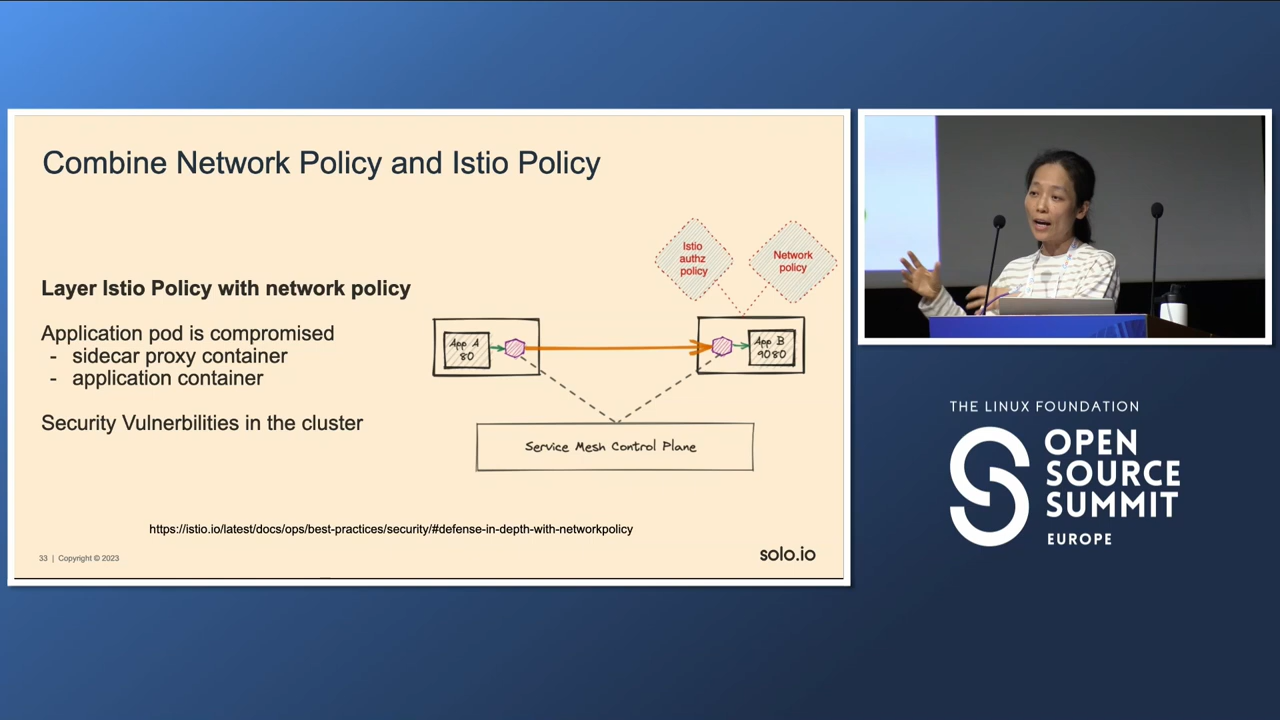 Combine Network Policy and Istio Policy
Layer Istio Policy with network policy
Application pod is compromised
- sidecar proxy container
- application container
Security Vulnerbilities in the cluster
Istio
authz
policy
Network
policy
App A
80
App B
9080
Service Mesh Control Plane
https://istio.io/latest/docs/ops/best-practices/security/#defense-in-depth-with-networkpolicy
33 | Copyright © 2023
solo.io
THE LINUX FOUNDATION
OPEN
SOURCE
SUMMIT
EUROPE